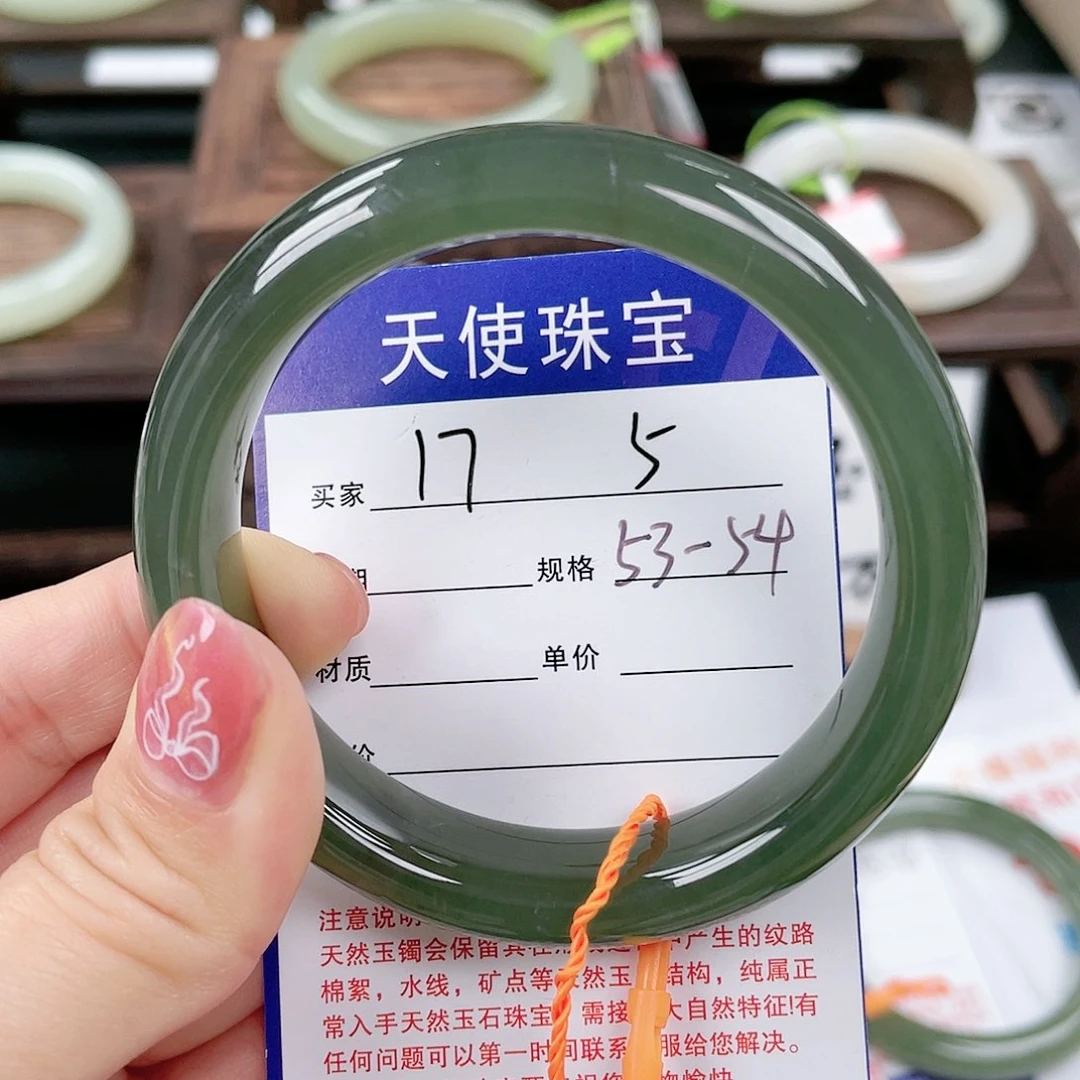 天使珠宝
买家 17 5
规格 53-54
材质 单价
价
注意说明
天然玉镯会保留其在 产生的纹路
棉絮，水线，矿点等天然玉 结构，纯属正
常入手天然玉石珠宝 需接 大自然特征!有
任何问题可以第一时间联系 服给您解决。